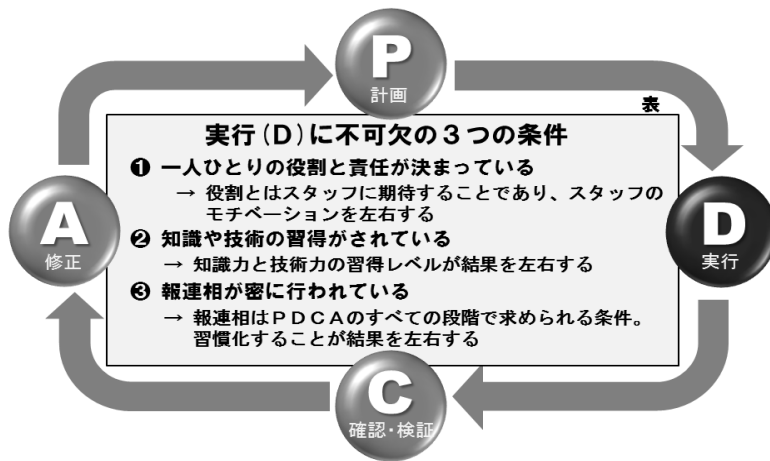 P
計画
表
実行(D)に不可欠の３つの条件
❶ 一人ひとりの役割と責任が決まっている
→ 役割とはスタッフに期待することであり、スタッフの
モチベーションを左右する
❷ 知識や技術の習得がされている
→ 知識力と技術力の習得レベルが結果を左右する
❸ 報連相が密に行われている
→ 報連相はＰＤＣＡのすべての段階で求められる条件。
習慣化することが結果を左右する
A
修正
D
実行
C
確認・検証